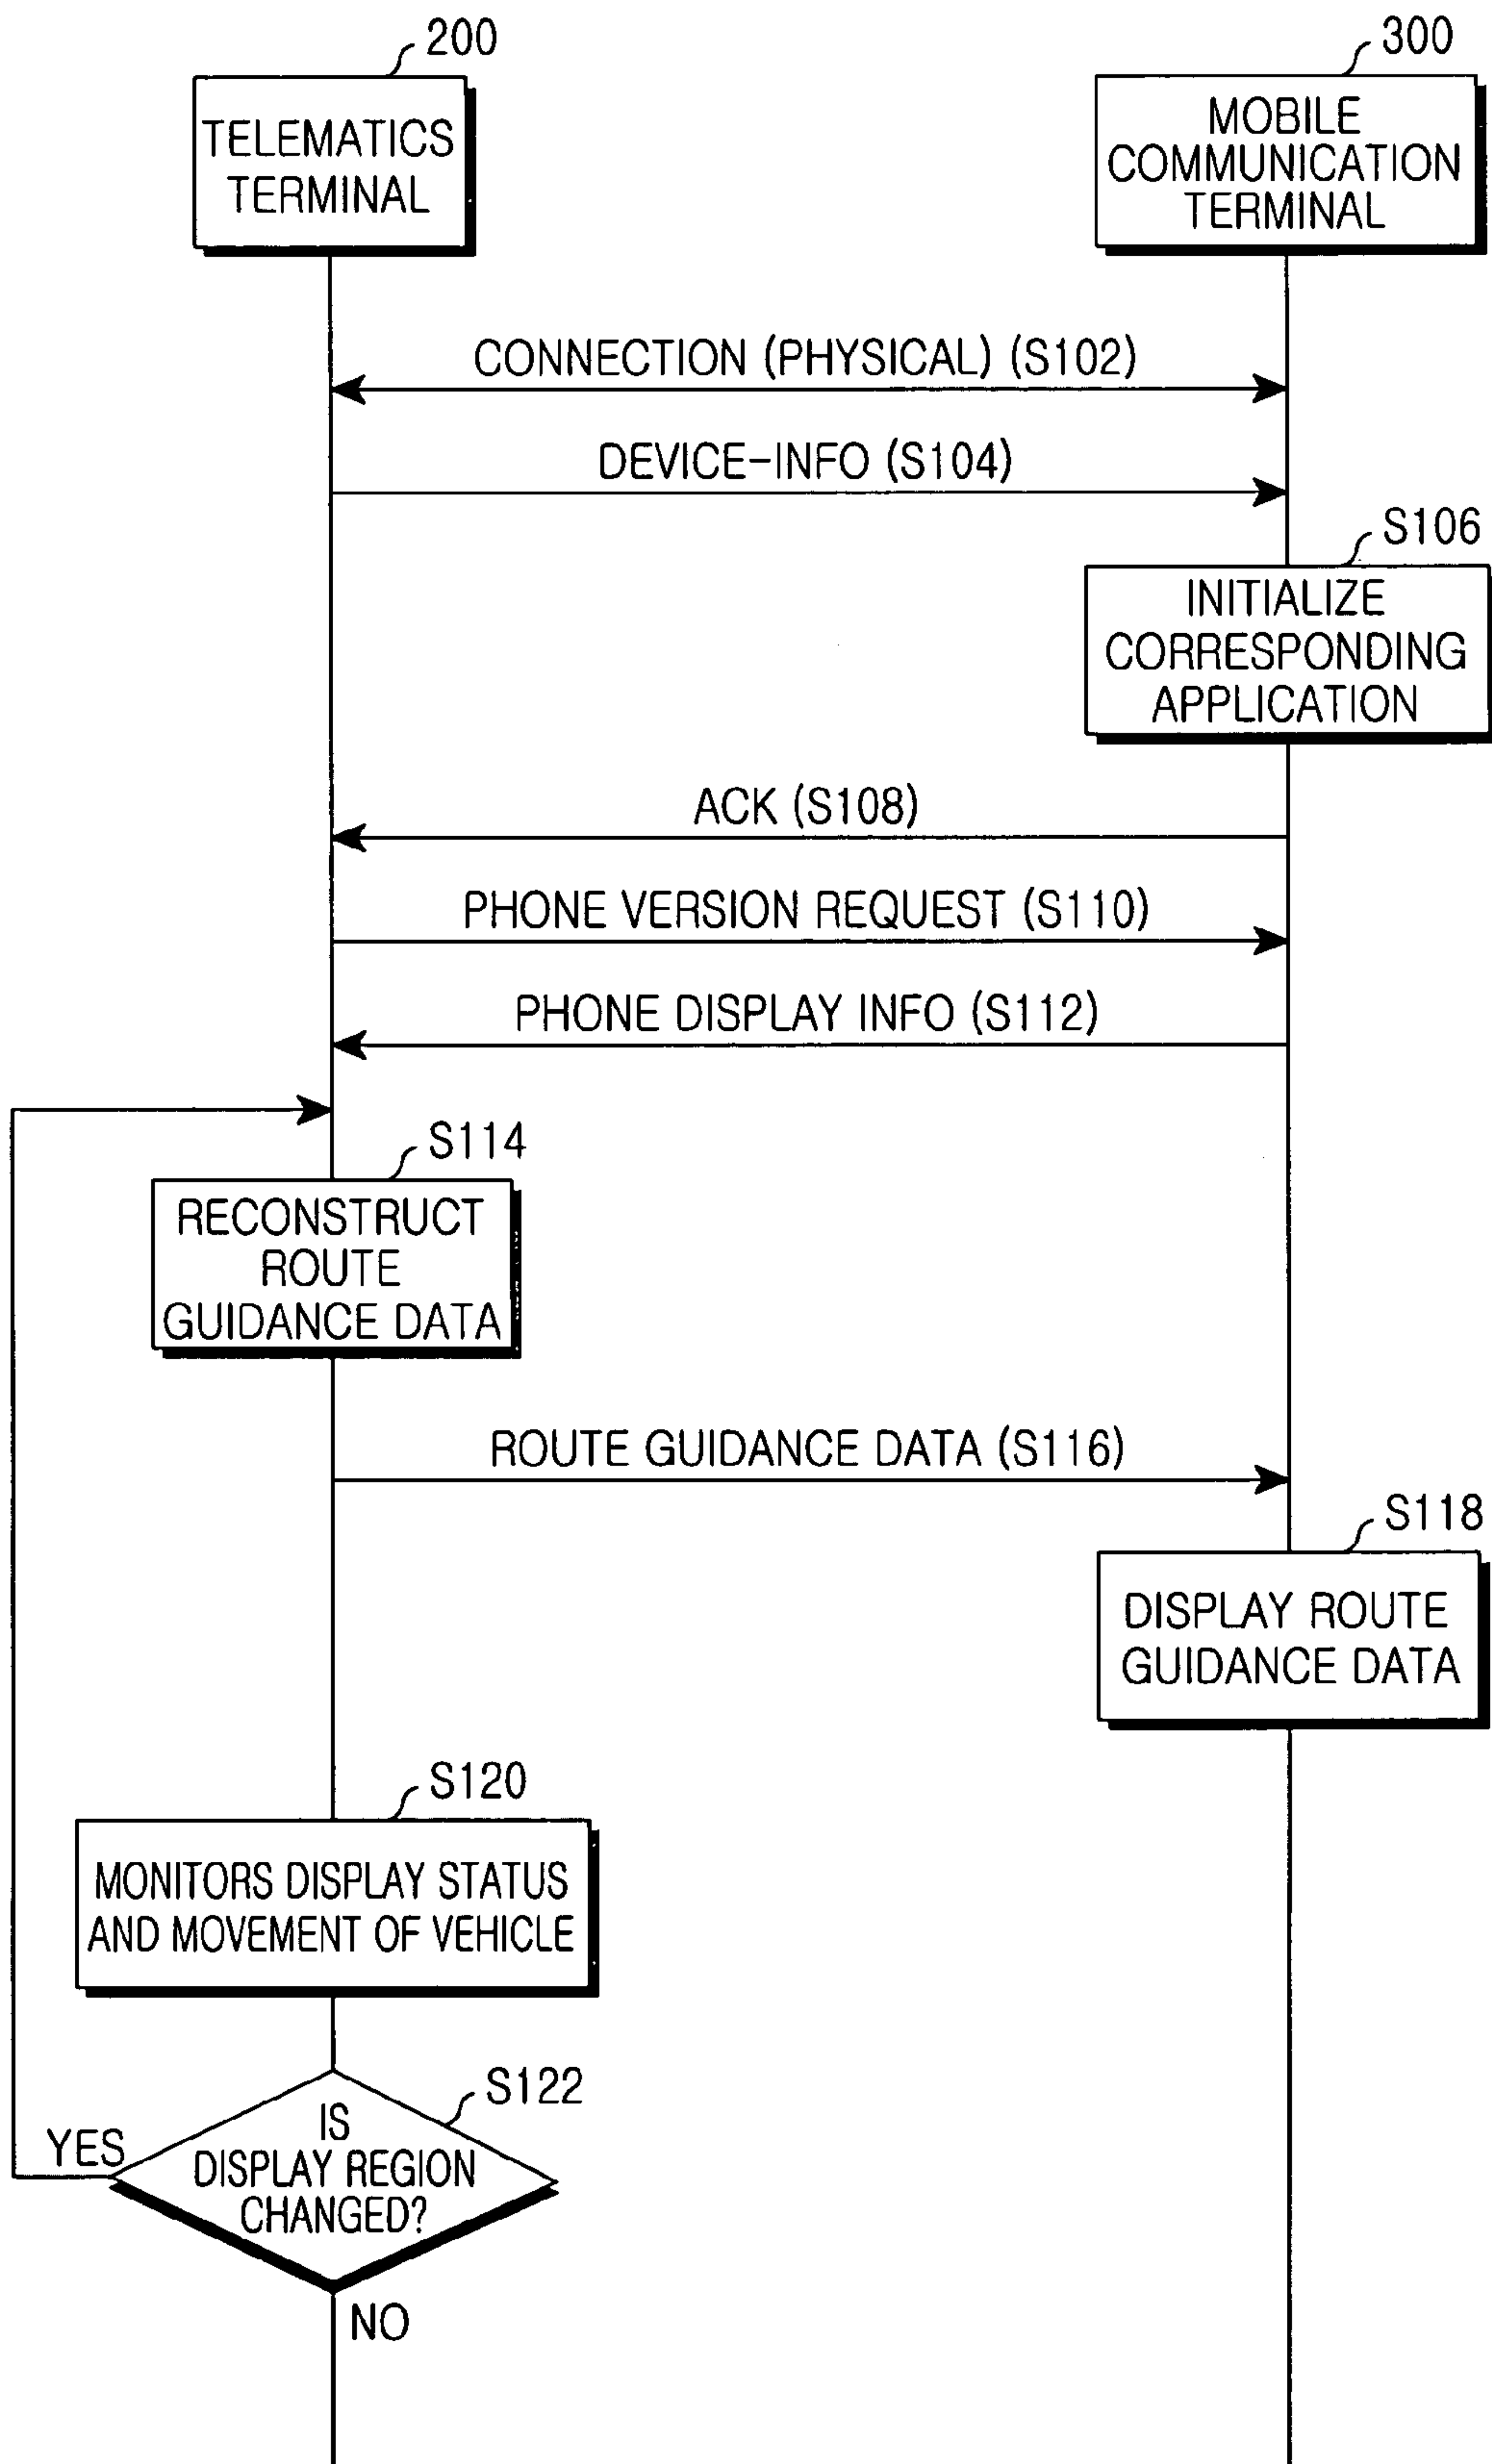 200
300
TELEMATICS
TERMINAL
MOBILE
COMMUNICATION
TERMINAL
CONNECTION (PHYSICAL) (S102)
DEVICE-INFO (S104)
S106
INITIALIZE
CORRESPONDING
APPLICATION
ACK (S108)
PHONE VERSION REQUEST (S110)
PHONE DISPLAY INFO (S112)
S114
RECONSTRUCT
ROUTE
GUIDANCE DATA
ROUTE GUIDANCE DATA (S116)
S118
DISPLAY ROUTE
GUIDANCE DATA
S120
MONITORS DISPLAY STATUS
AND MOVEMENT OF VEHICLE
S122
IS
DISPLAY REGION
CHANGED?
YES
NO